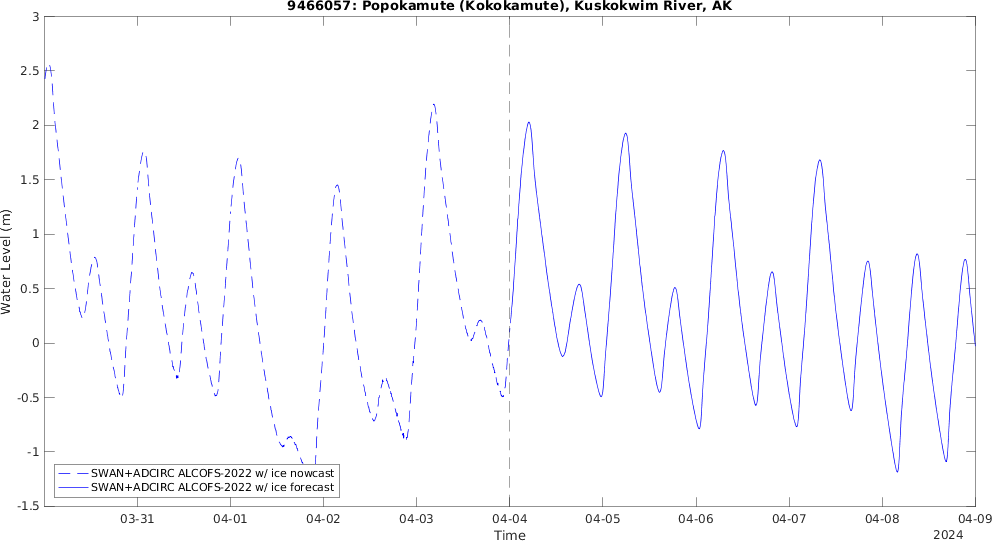 9466057: Popokamute (Kokokamute), Kuskokwim River, AK
3
2.5
2
1.5
1
0.5
0
-0.5
-1
-1.5
Water Level (m)
SWAN+ADCIRC ALCOFS-2022 w/ ice nowcast
SWAN+ADCIRC ALCOFS-2022 w/ ice forecast
03-31 04-01 04-02 04-03 04-04 04-05 04-06 04-07 04-08 04-09
Time
2024